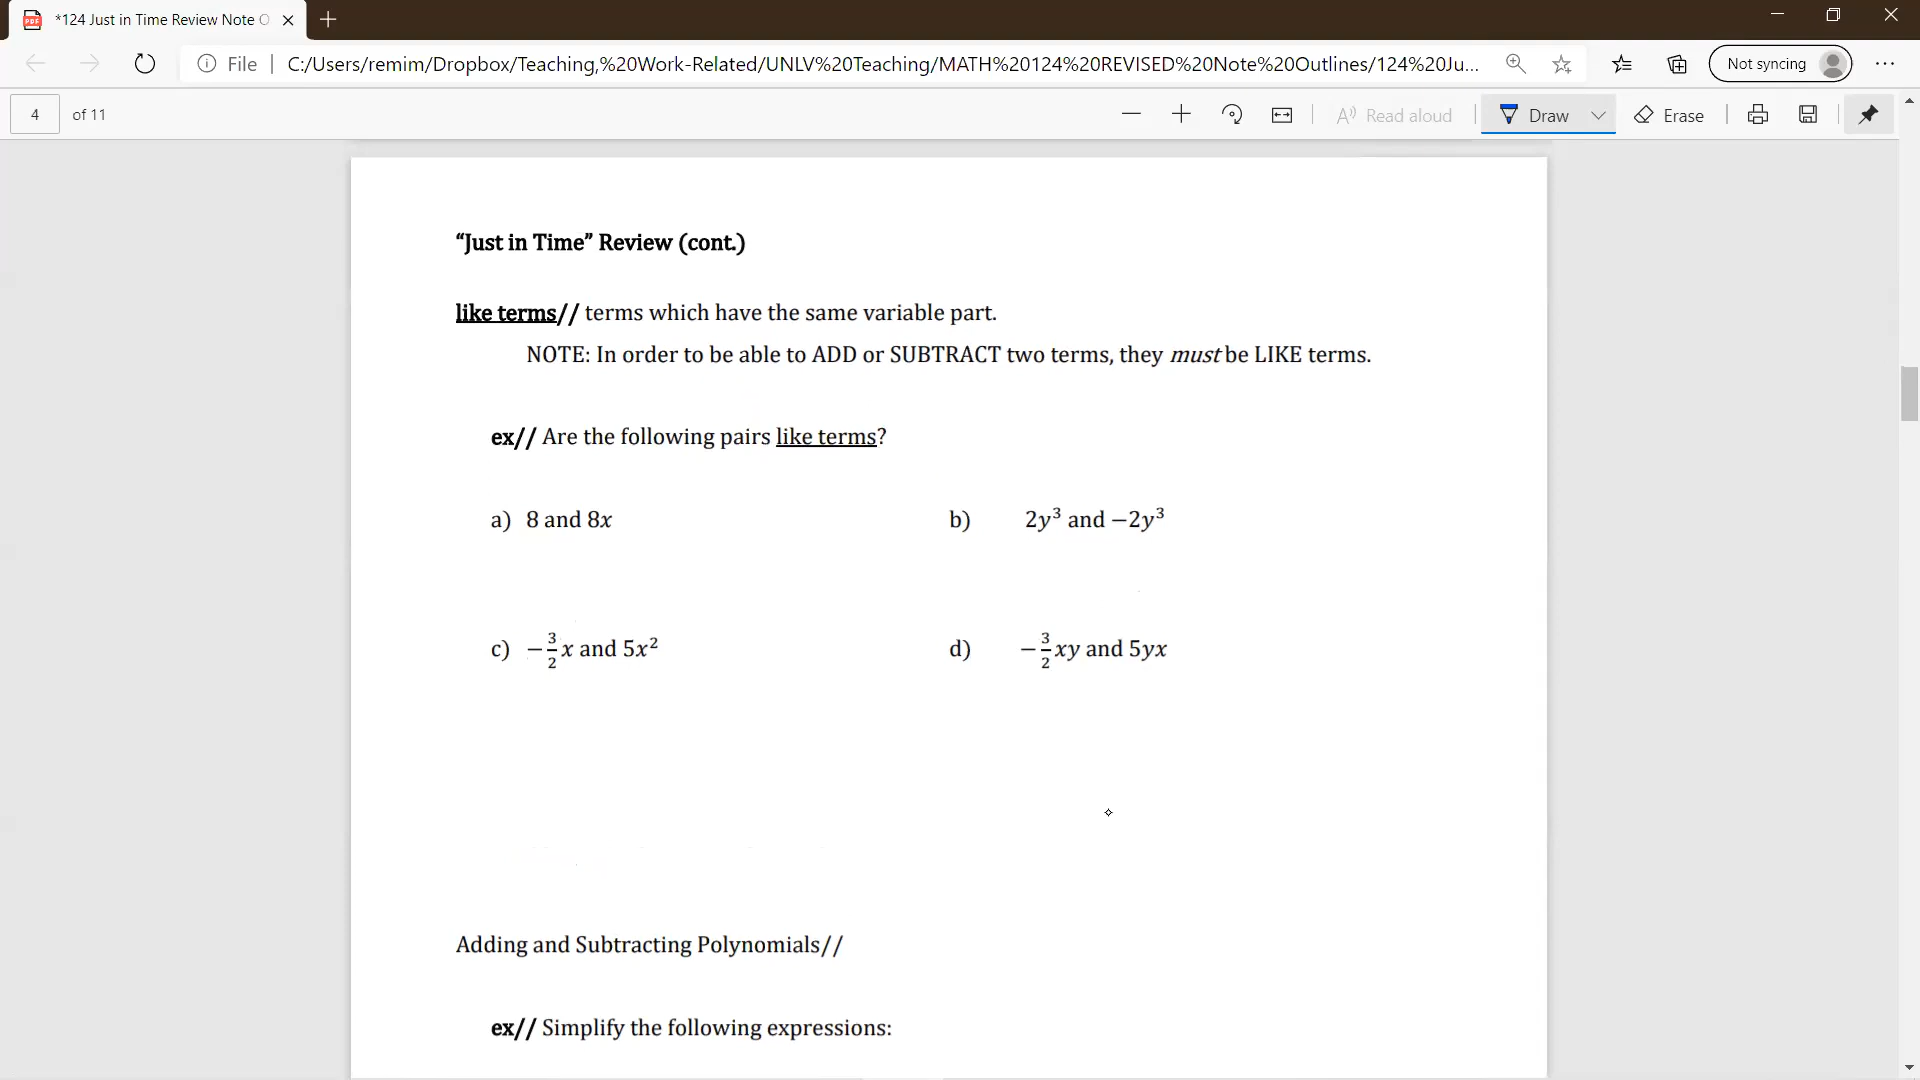 *124 Just in Time Review Note O
File
C:/Users/remim/Dropbox/Teaching,%20Work-Related/UNLV%20Teaching/MATH%20124%20REVISED%20Note%20Outlines/124%20Ju...
Not syncing
4 of 11
Read aloud
Draw
Erase
“Just in Time” Review (cont.)
like terms// terms which have the same variable part.
NOTE: In order to be able to ADD or SUBTRACT two terms, they must be LIKE terms.
ex// Are the following pairs like terms?
a) 8 and 8x
b) 2y³ and −2y³
c) −3/2 x and 5x²
d) −3/2 xy and 5yx
Adding and Subtracting Polynomials//
ex// Simplify the following expressions: